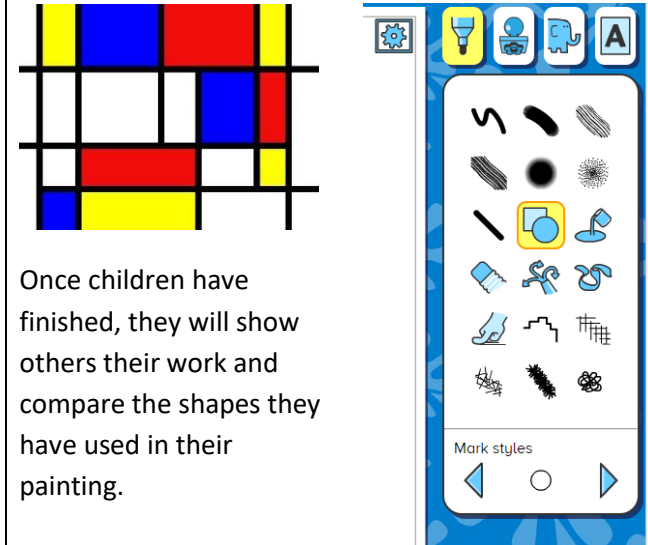 Once children have
finished, they will show
others their work and
compare the shapes they
have used in their
painting.
C
A
Mark styles